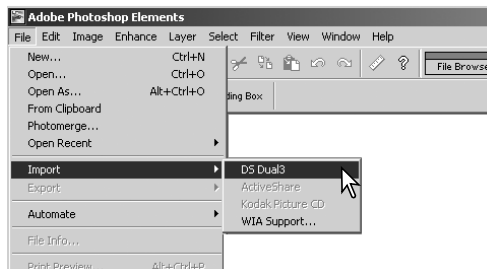 Adobe Photoshop Elements
File Edit Image Enhance Layer Select Filter View Window Help
New... Ctrl+N
Open... Ctrl+O
Open As... Alt+Ctrl+O
From Clipboard
Photomerge...
Open Recent
Import
Export
Automate
File Info...
Print Preview... Alt+Ctrl+P
File Browse
ding Box
DS Dual3
ActiveShare
Kodak Picture CD
WIA Support...